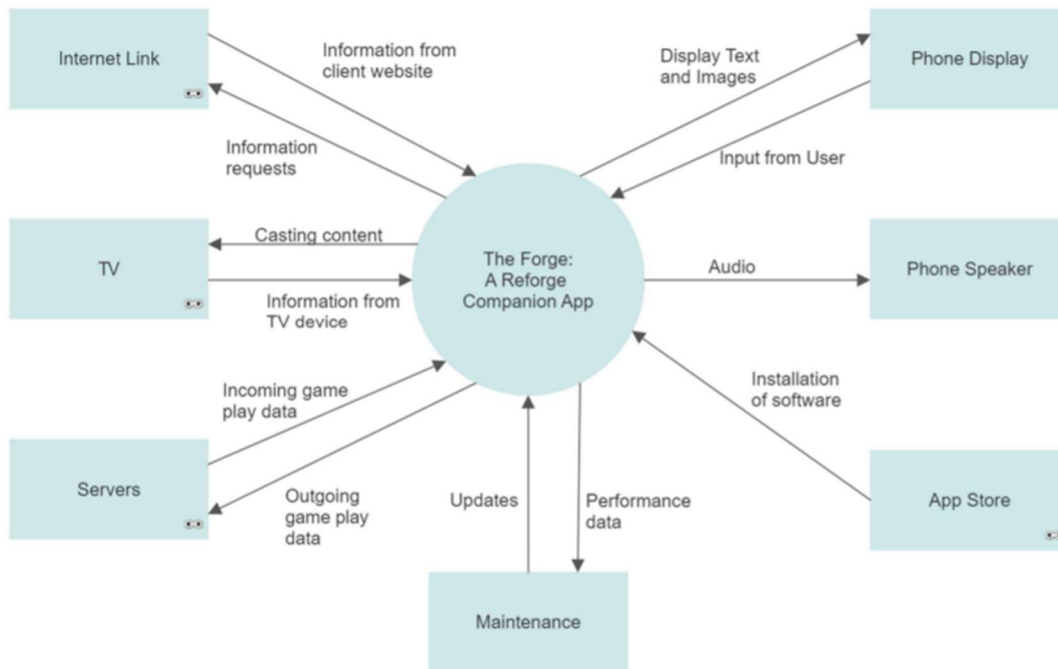 Internet Link
Information from
client website
Display Text
and Images
Phone Display
Information
requests
Input from User
TV
Casting content
Information from
TV device
The Forge:
A Reforge
Companion App
Audio
Phone Speaker
Incoming game
play data
Installation
of software
Servers
Outgoing
game play
data
Updates
Performance
data
App Store
Maintenance